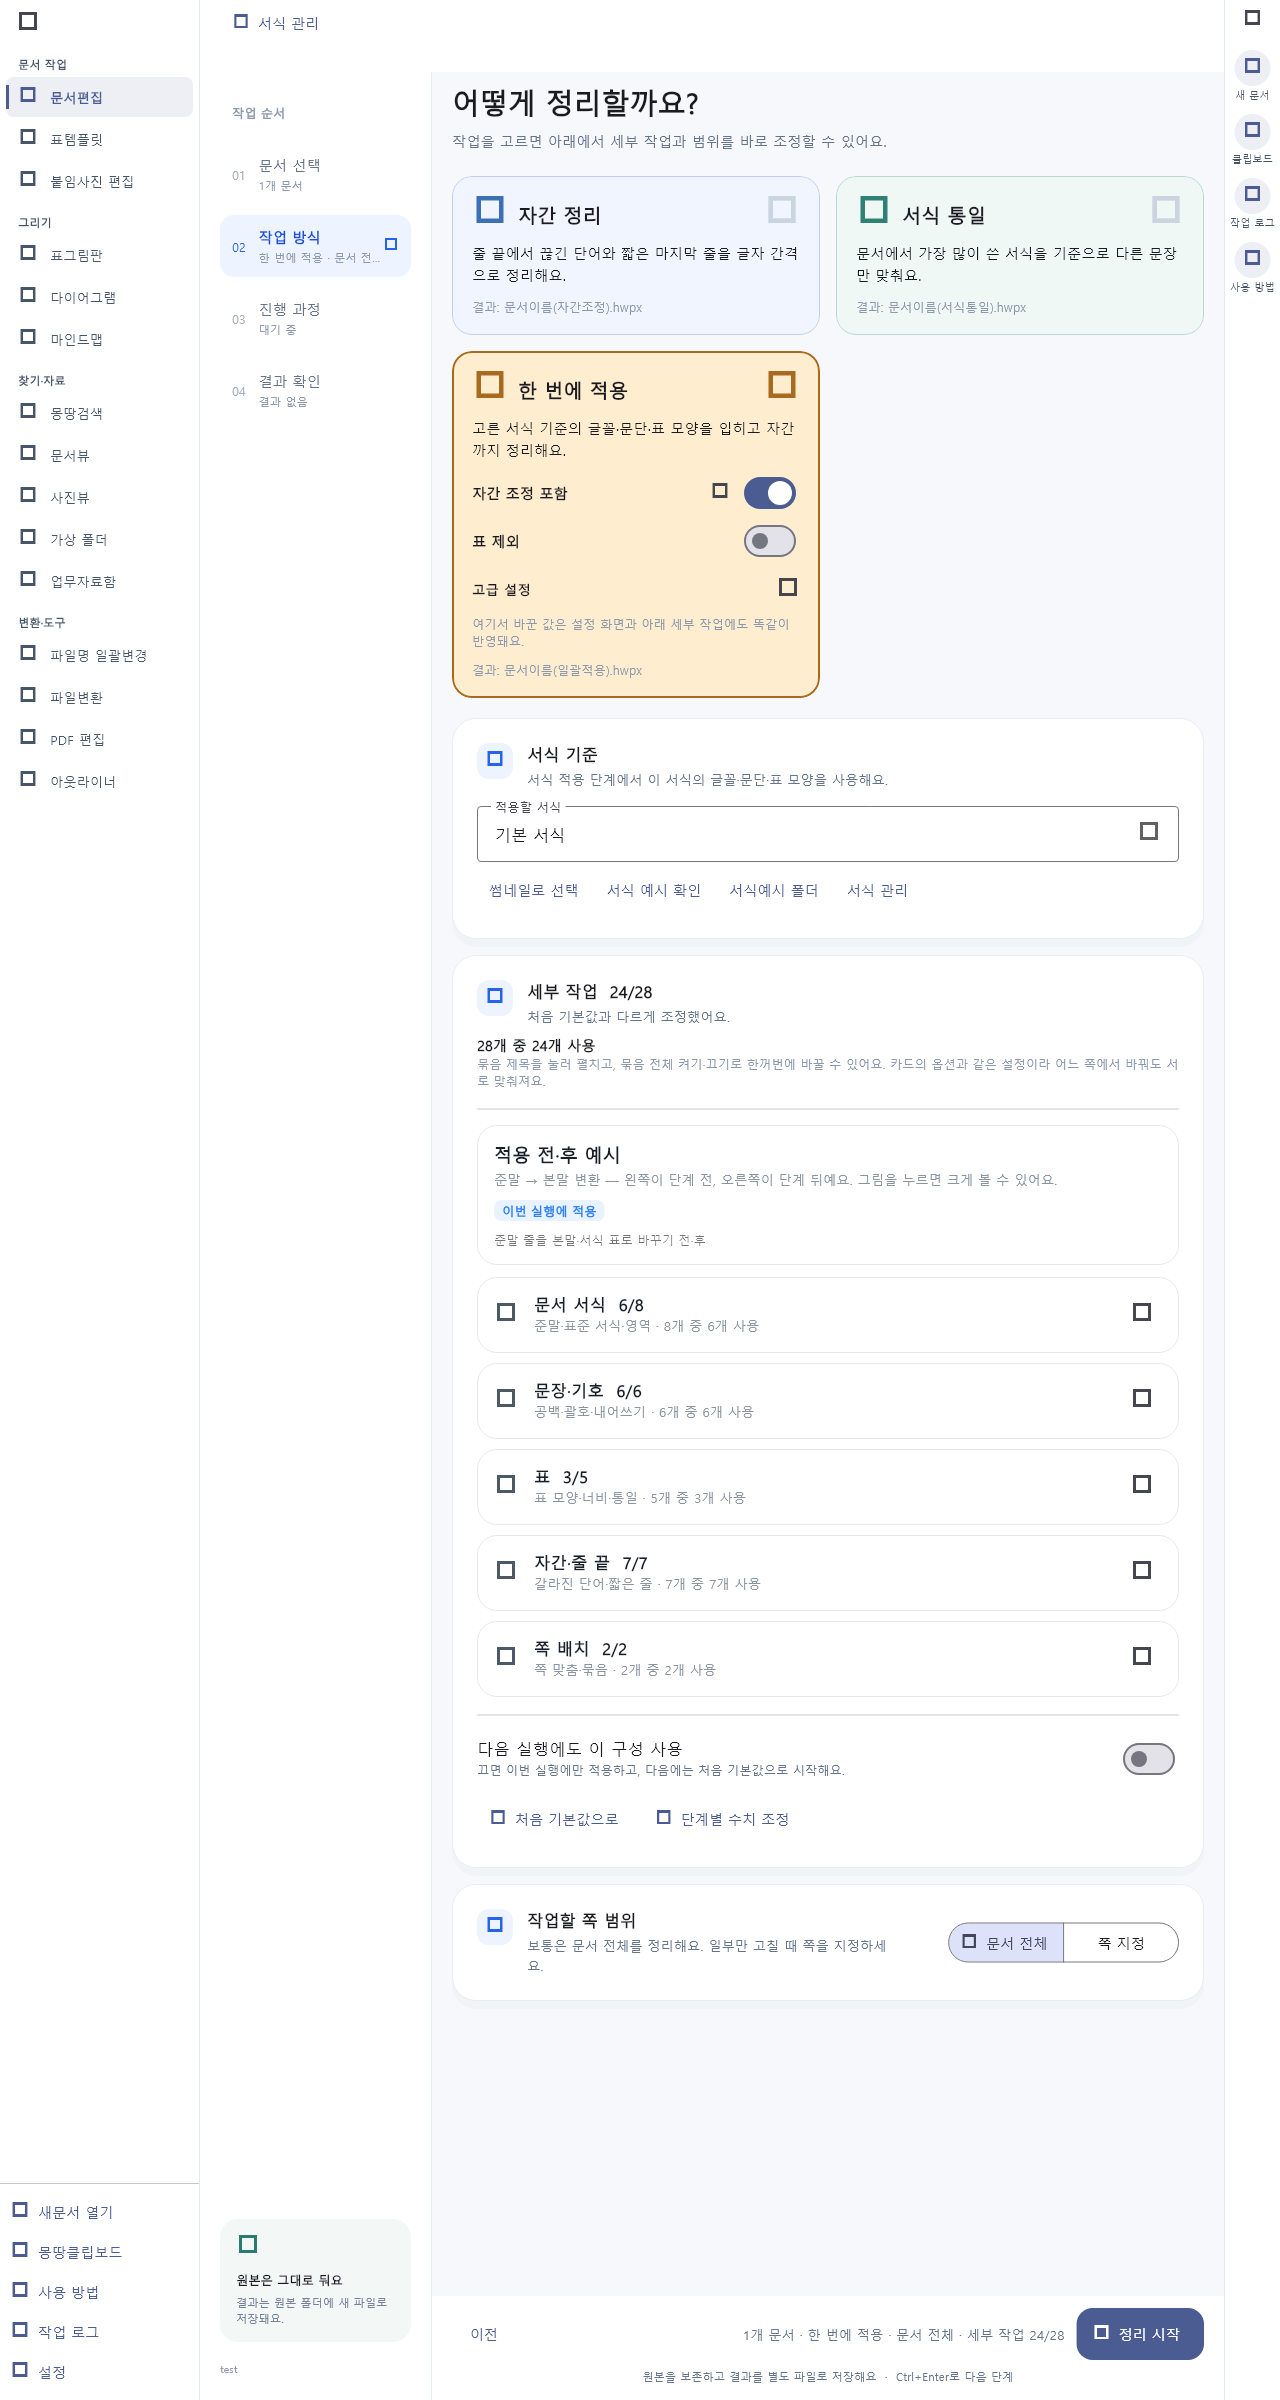 문서 작업
문서편집
표템플릿
붙임사진 편집
그리기
표그림판
다이어그램
마인드맵
찾기·자료
몽땅검색
문서뷰
사진뷰
가상 폴더
업무자료함
변환·도구
파일명 일괄변경
파일변환
PDF 편집
아웃라이너
새문서 열기
몽땅클립보드
사용 방법
작업 로그
설정
서식 관리
작업 순서
01
문서 선택
1개 문서
02
작업 방식
한 번에 적용 · 문서 전...
03
진행 과정
대기 중
04
결과 확인
결과 없음
원본은 그대로 둬요
결과는 원본 폴더에 새 파일로
저장돼요.
test
어떻게 정리할까요?
작업을 고르면 아래에서 세부 작업과 범위를 바로 조정할 수 있어요.
자간 정리
줄 끝에서 끊긴 단어와 짧은 마지막 줄을 글자 간격
으로 정리해요.
결과: 문서이름(자간조정).hwpx
서식 통일
문서에서 가장 많이 쓴 서식을 기준으로 다른 문장
만 맞춰요.
결과: 문서이름(서식통일).hwpx
한 번에 적용
고른 서식 기준의 글꼴·문단·표 모양을 입히고 자간
까지 정리해요.
자간 조정 포함
표 제외
고급 설정
여기서 바꾼 값은 설정 화면과 아래 세부 작업에도 똑같이
반영돼요.
결과: 문서이름(일괄적용).hwpx
서식 기준
서식 적용 단계에서 이 서식의 글꼴·문단·표 모양을 사용해요.
적용할 서식
기본 서식
썸네일로 선택 서식 예시 확인 서식예시 폴더 서식 관리
세부 작업 24/28
처음 기본값과 다르게 조정했어요.
28개 중 24개 사용
묶음 제목을 눌러 펼치고, 묶음 전체 켜기·끄기로 한꺼번에 바꿀 수 있어요. 카드의 옵션과 같은 설정이라 어느 쪽에서 바꿔도 서
로 맞춰져요.
적용 전·후 예시
준말 → 본말 변환 — 왼쪽이 단계 전, 오른쪽이 단계 뒤예요. 그림을 누르면 크게 볼 수 있어요.
이번 실행에 적용
준말 줄을 본말·서식 표로 바꾸기 전·후
문서 서식 6/8
준말·표준 서식·영역 · 8개 중 6개 사용
문장·기호 6/6
공백·괄호·내어쓰기 · 6개 중 6개 사용
표 3/5
표 모양·너비·통일 · 5개 중 3개 사용
자간·줄 끝 7/7
갈라진 단어·짧은 줄 · 7개 중 7개 사용
쪽 배치 2/2
쪽 맞춤·묶음 · 2개 중 2개 사용
다음 실행에도 이 구성 사용
끄면 이번 실행에만 적용하고, 다음에는 처음 기본값으로 시작해요.
처음 기본값으로 단계별 수치 조정
작업할 쪽 범위
보통은 문서 전체를 정리해요. 일부만 고칠 때 쪽을 지정하세
요.
문서 전체 쪽 지정
이전
1개 문서 · 한 번에 적용 · 문서 전체 · 세부 작업 24/28
정리 시작
원본을 보존하고 결과를 별도 파일로 저장해요 · Ctrl+Enter로 다음 단계
새 문서
클립보드
작업 로그
사용 방법